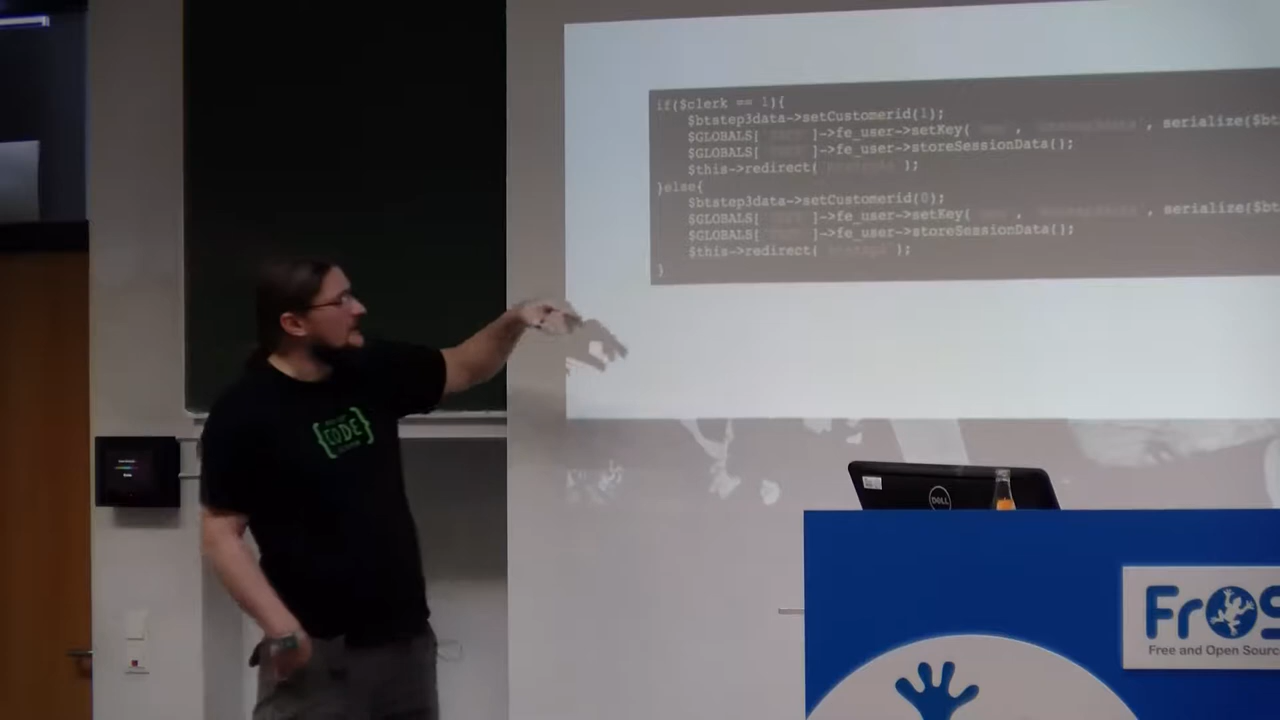 if($clerk == 1){
$btstep3data->setCustomerid(1);
$GLOBALS[ ]->fe_user->setKey( , , serialize($bt
$GLOBALS[ ]->fe_user->storeSessionData();
$this->redirect( );
}else{
$btstep3data->setCustomerid(0);
$GLOBALS[ ]->fe_user->setKey( , , serialize($bt
$GLOBALS[ ]->fe_user->storeSessionData();
$this->redirect( );
}
{CODE}
DELL
FrOS
Free and Open Sourc